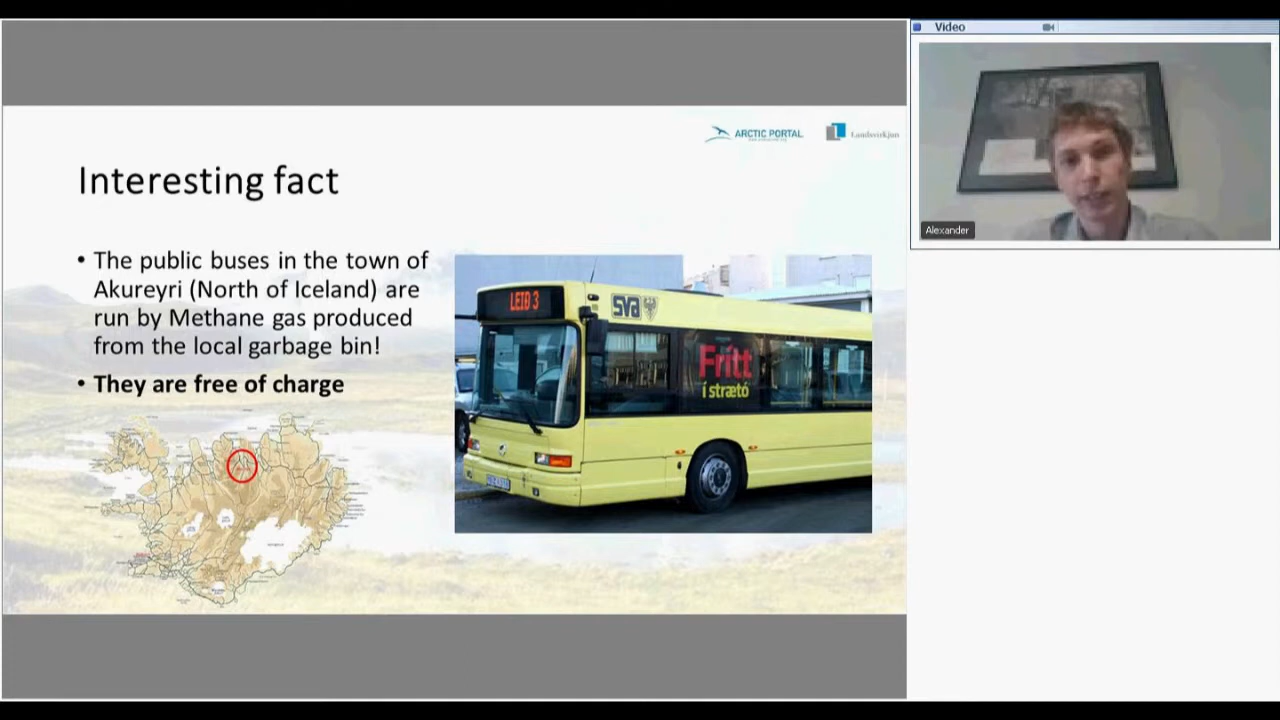 Video
Alexander
ARCTIC PORTAL
Landsvirkjun
Interesting fact
• The public buses in the town of
Akureyri (North of Iceland) are
run by Methane gas produced
from the local garbage bin!
• They are free of charge
LEIÐ 3
SVA
Frítt
í strætó